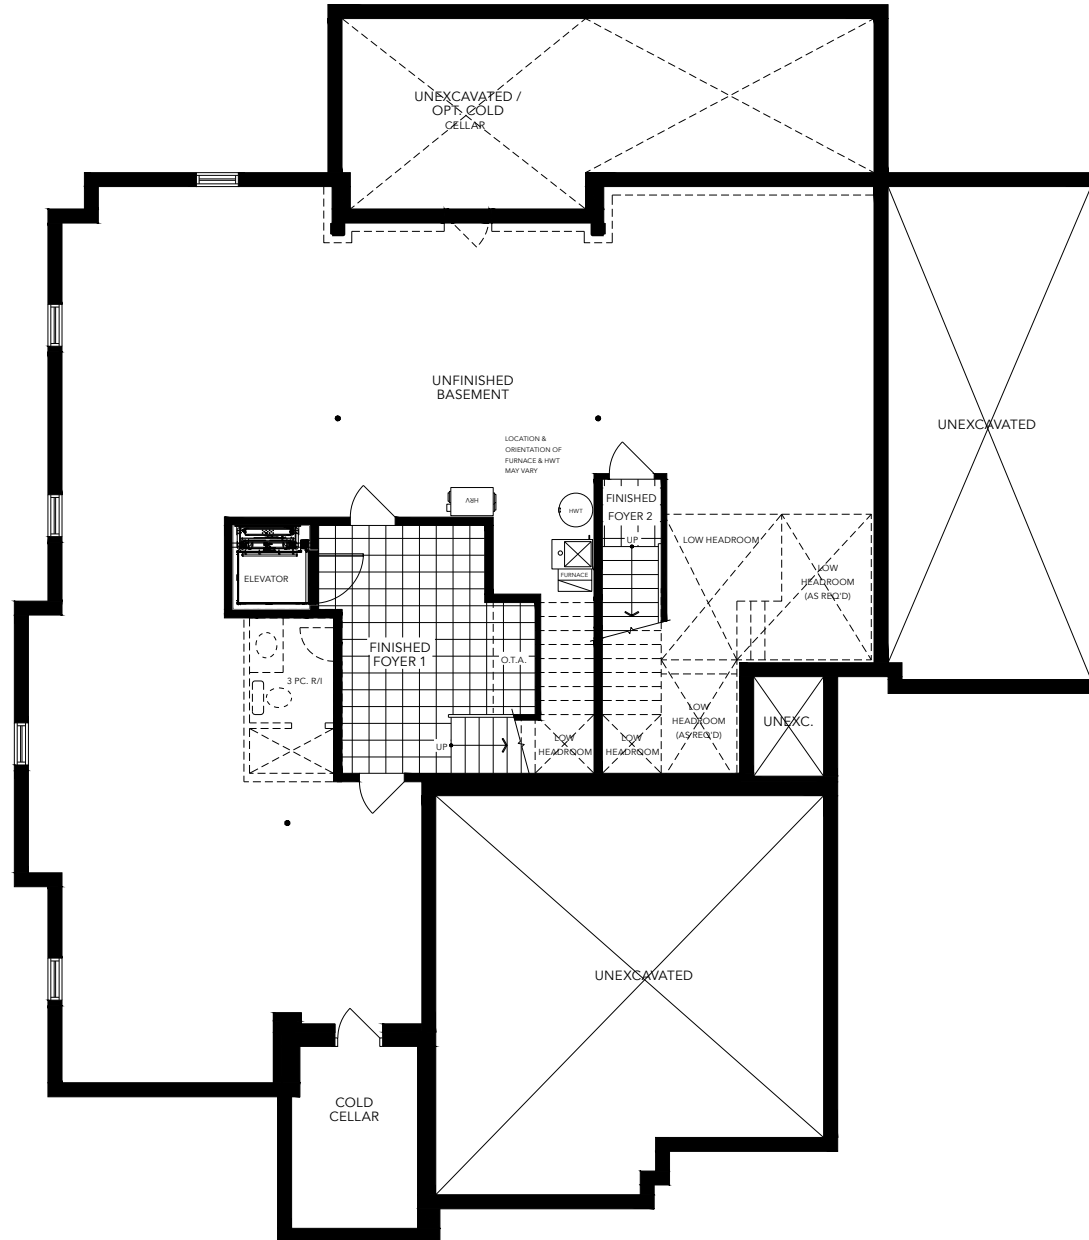 UNEXCAVATED /
OPT. COLD
CELLAR
UNFINISHED
BASEMENT
UNEXCAVATED
LOCATION &
ORIENTATION OF
FURNACE & HWT
MAY VARY
HRV
HWT
FINISHED
FOYER 2
UP
LOW HEADROOM
LOW
HEADROOM
(AS REQ'D)
FURNACE
ELEVATOR
FINISHED
FOYER 1
O.T.A.
3 PC. R/I
UP
LOW
HEADROOM
LOW
HEADROOM
LOW
HEADROOM
(AS REQ'D)
UNEXC.
UNEXCAVATED
COLD
CELLAR